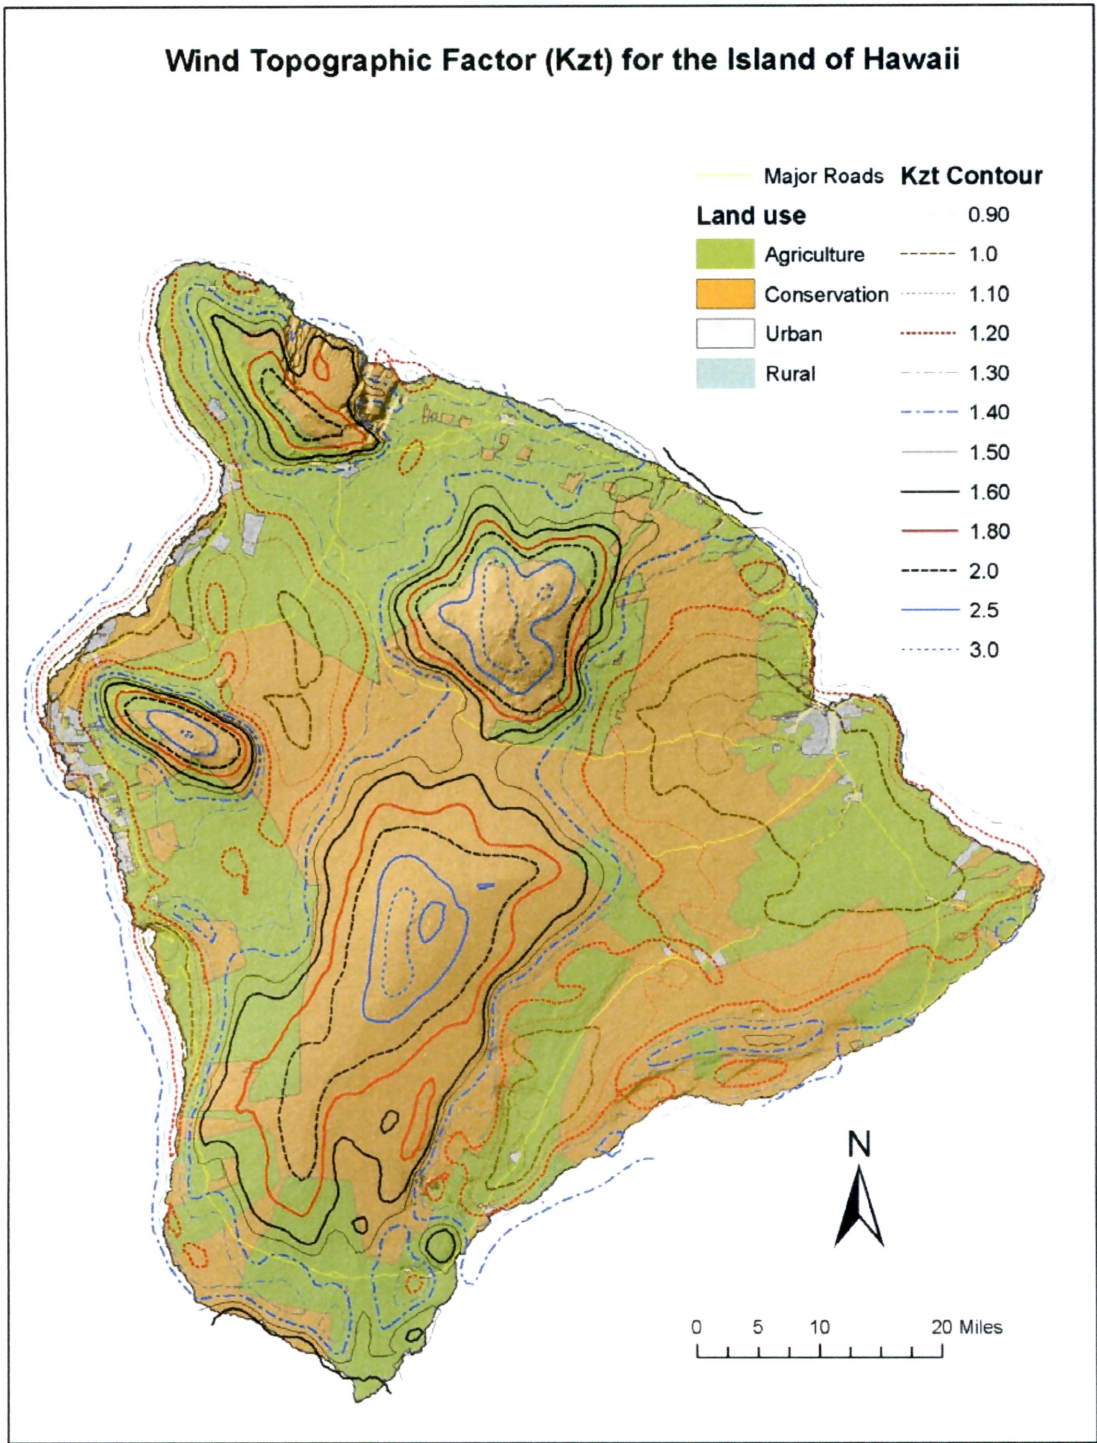 Wind Topographic Factor (Kzt) for the Island of Hawaii
Major Roads
Land use
Agriculture
Conservation
Urban
Rural
Kzt Contour
0.90
1.0
1.10
1.20
1.30
1.40
1.50
1.60
1.80
2.0
2.5
3.0
N
0 5 10 20 Miles